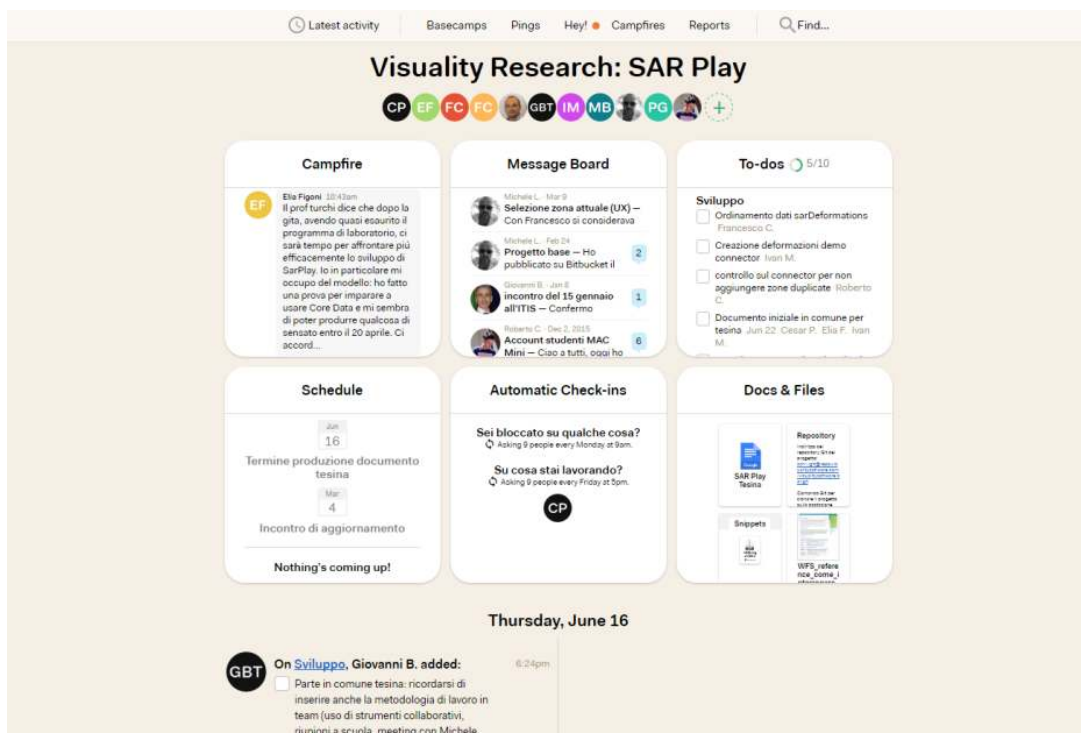 Latest activity
Basecamps
Pings
Hey!
Campfires
Reports
Find...
Visuality Research: SAR Play
CP EF FC FC GBT IM MB PG +
Campfire
EF
Elia Figoni 10:43am
Il prof turchi dice che dopo la
gita, avendo quasi esaurito il
programma di laboratorio, ci
sarà tempo per affrontare più
efficacemente lo sviluppo di
SarPlay. Io in particolare mi
occupo del modello: ho fatto
una prova per imparare a
usare Core Data e mi sembra
di poter produrre qualcosa di
sensato entro il 20 aprile. Ci
accord...
Message Board
Michele L. · Mar 9
Selezione zona attuale (UX) —
Con Francesco si considerava
Michele L. · Feb 24
Progetto base — Ho
pubblicato su Bitbucket il
2
Giovanni B. · Jan 8
incontro del 15 gennaio
all'ITIS — Confermo
1
Roberto C. · Dec 2, 2015
Account studenti MAC
Mini — Ciao a tutti, oggi ho
6
To-dos 5/10
Sviluppo
Ordinamento dati sarDeformations
Francesco C.
Creazione deformazioni demo
connector Ivan M.
controllo sul connector per non
aggiungere zone duplicate Roberto
C.
Documento iniziale in comune per
tesina Jun 22 Cesar P. Elia F. Ivan
M.
Schedule
Jun
16
Termine produzione documento
tesina
Mar
4
Incontro di aggiornamento
Nothing's coming up!
Automatic Check-ins
Sei bloccato su qualche cosa?
Asking 9 people every Monday at 9am.
Su cosa stai lavorando?
Asking 9 people every Friday at 5pm.
CP
Docs & Files
Google
SAR Play
Tesina
Repository
Snippets
WFS_refere
nce_come_i
Thursday, June 16
GBT
On Sviluppo, Giovanni B. added:
6:24pm
Parte in comune tesina: ricordarsi di
inserire anche la metodologia di lavoro in
team (uso di strumenti collaborativi,
riunioni a scuola, meeting con Michele